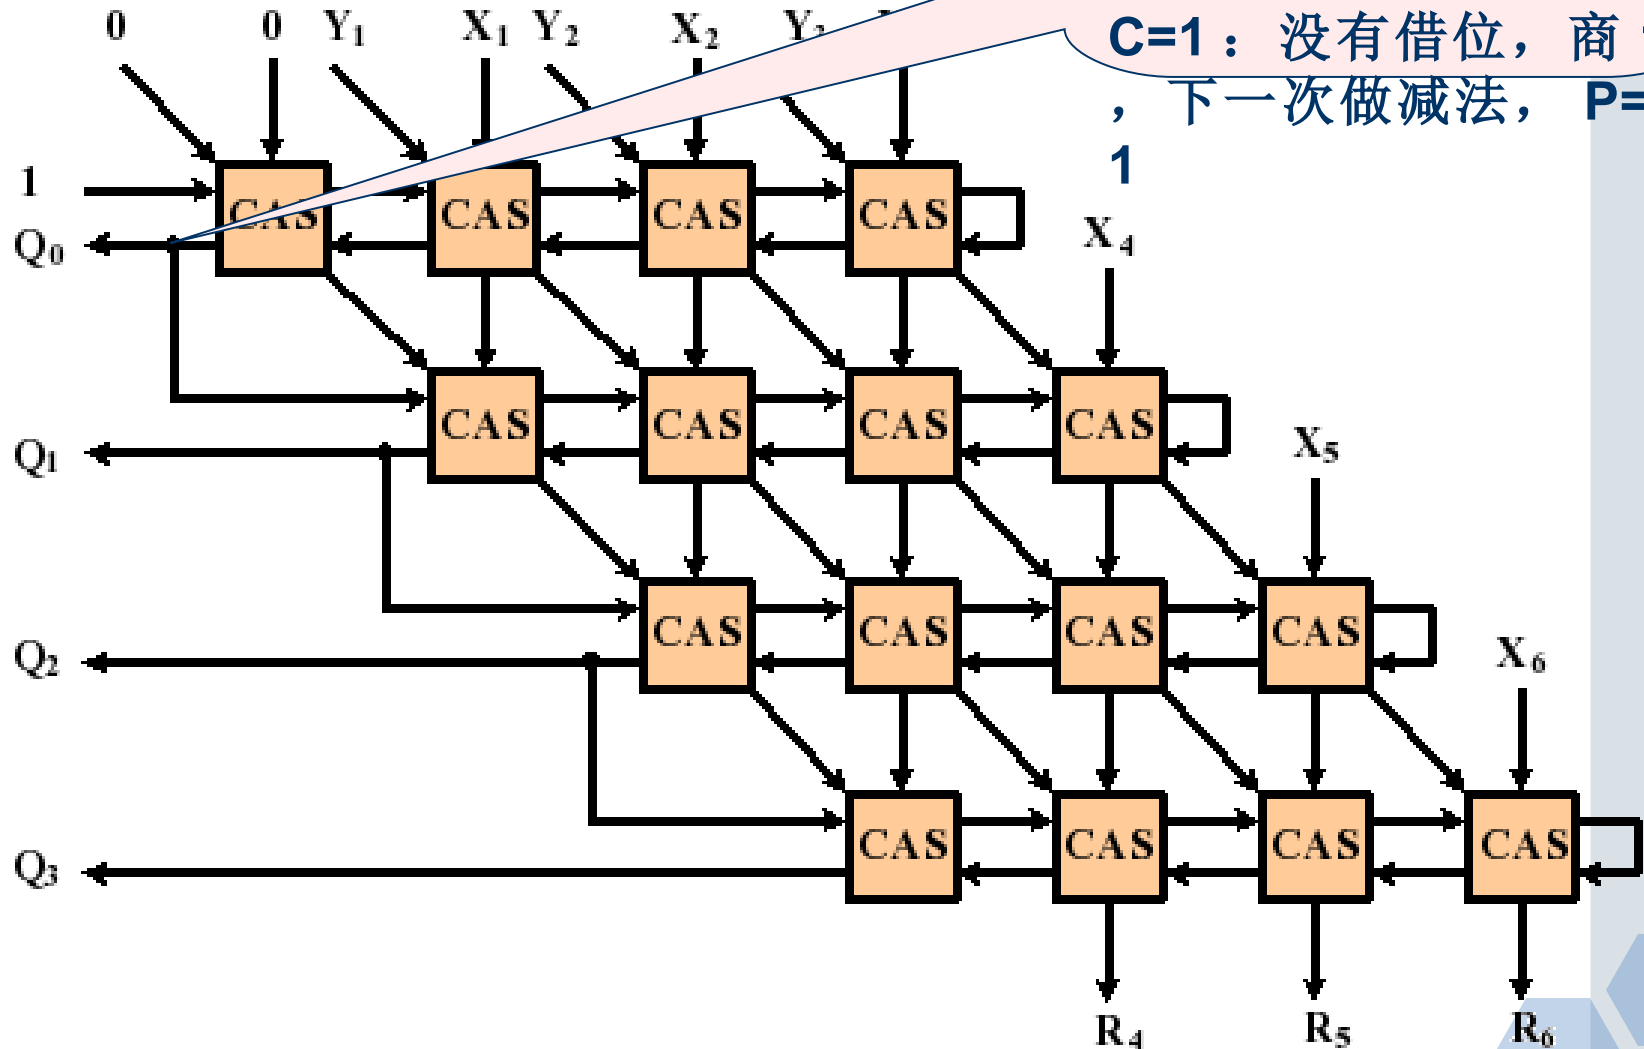 0 0 Y1 X1 Y2 X2
C=1：没有借位，商
，下一次做减法， P=
1
1
CAS CAS CAS CAS
Q0
X4
CAS CAS CAS CAS
Q1
X5
CAS CAS CAS CAS
Q2
X6
CAS CAS CAS CAS
Q3
R4 R5 R6